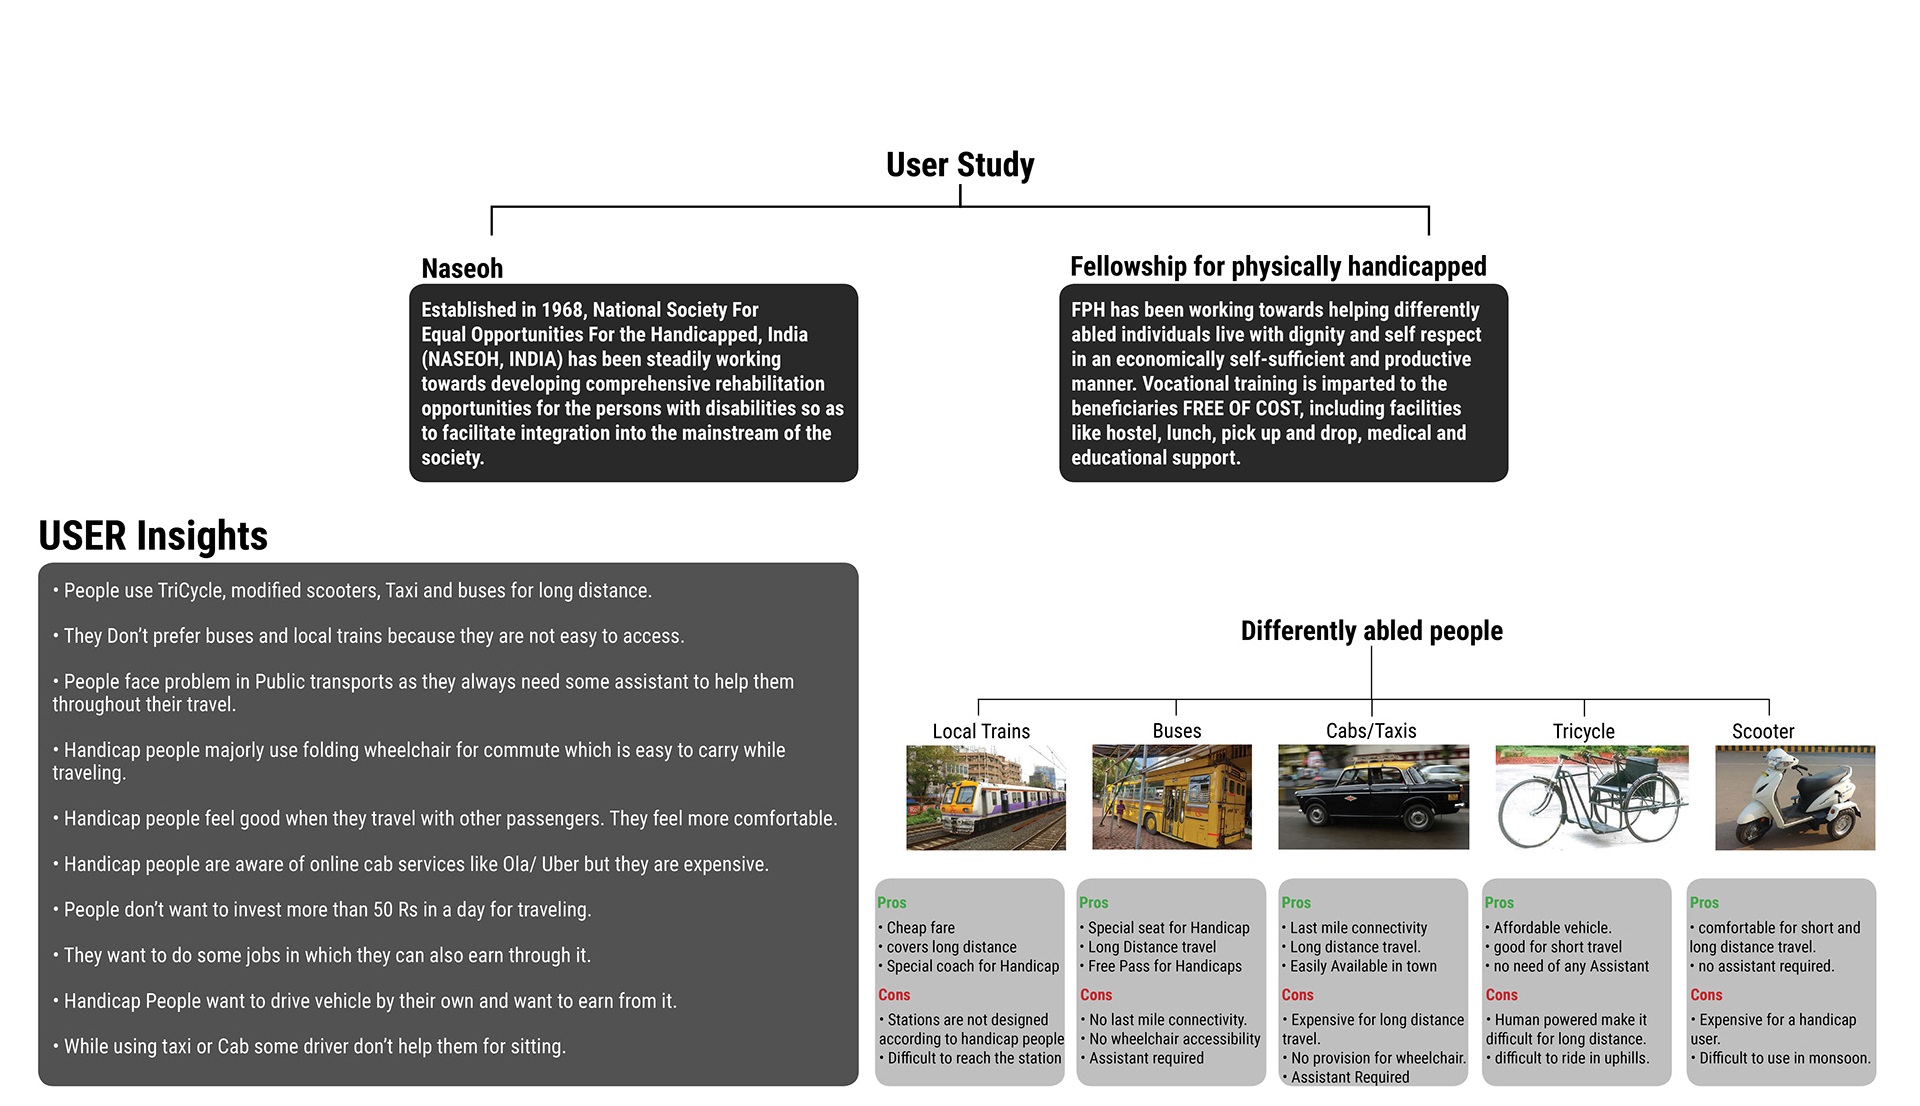 User Study
Naseoh
Established in 1968, National Society For
Equal Opportunities For the Handicapped, India
(NASEOH, INDIA) has been steadily working
towards developing comprehensive rehabilitation
opportunities for the persons with disabilities so as
to facilitate integration into the mainstream of the
society.
Fellowship for physically handicapped
FPH has been working towards helping differently
abled individuals live with dignity and self respect
in an economically self-sufficient and productive
manner. Vocational training is imparted to the
beneficiaries FREE OF COST, including facilities
like hostel, lunch, pick up and drop, medical and
educational support.
USER Insights
• People use TriCycle, modified scooters, Taxi and buses for long distance.
• They Don't prefer buses and local trains because they are not easy to access.
• People face problem in Public transports as they always need some assistant to help them
throughout their travel.
• Handicap people majorly use folding wheelchair for commute which is easy to carry while
traveling.
• Handicap people feel good when they travel with other passengers. They feel more comfortable.
• Handicap people are aware of online cab services like Ola/ Uber but they are expensive.
• People don't want to invest more than 50 Rs in a day for traveling.
• They want to do some jobs in which they can also earn through it.
• Handicap People want to drive vehicle by their own and want to earn from it.
• While using taxi or Cab some driver don't help them for sitting.
Differently abled people
Local Trains
Pros
• Cheap fare
• covers long distance
• Special coach for Handicap
Cons
• Stations are not designed
according to handicap people
• Difficult to reach the station
Buses
Pros
• Special seat for Handicap
• Long Distance travel
• Free Pass for Handicaps
Cons
• No last mile connectivity.
• No wheelchair accessibility
• Assistant required
Cabs/Taxis
Pros
• Last mile connectivity
• Long distance travel.
• Easily Available in town
Cons
• Expensive for long distance
travel.
• No provision for wheelchair.
• Assistant Required
Tricycle
Pros
• Affordable vehicle.
• good for short travel
• no need of any Assistant
Cons
• Human powered make it
difficult for long distance.
• difficult to ride in uphills.
Scooter
Pros
• comfortable for short and
long distance travel.
• no assistant required.
Cons
• Expensive for a handicap
user.
• Difficult to use in monsoon.